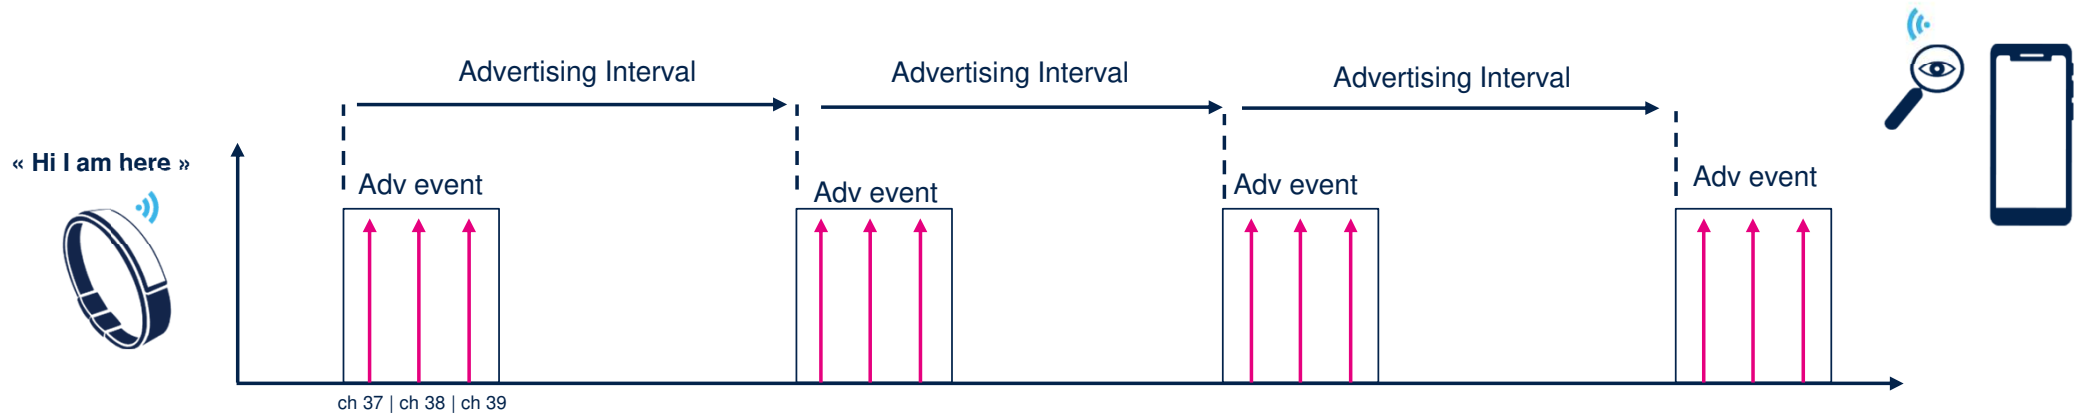 Advertising Interval
Advertising Interval
Advertising Interval
« Hi I am here »
Adv event
Adv event
Adv event
Adv event
ch 37 | ch 38 | ch 39